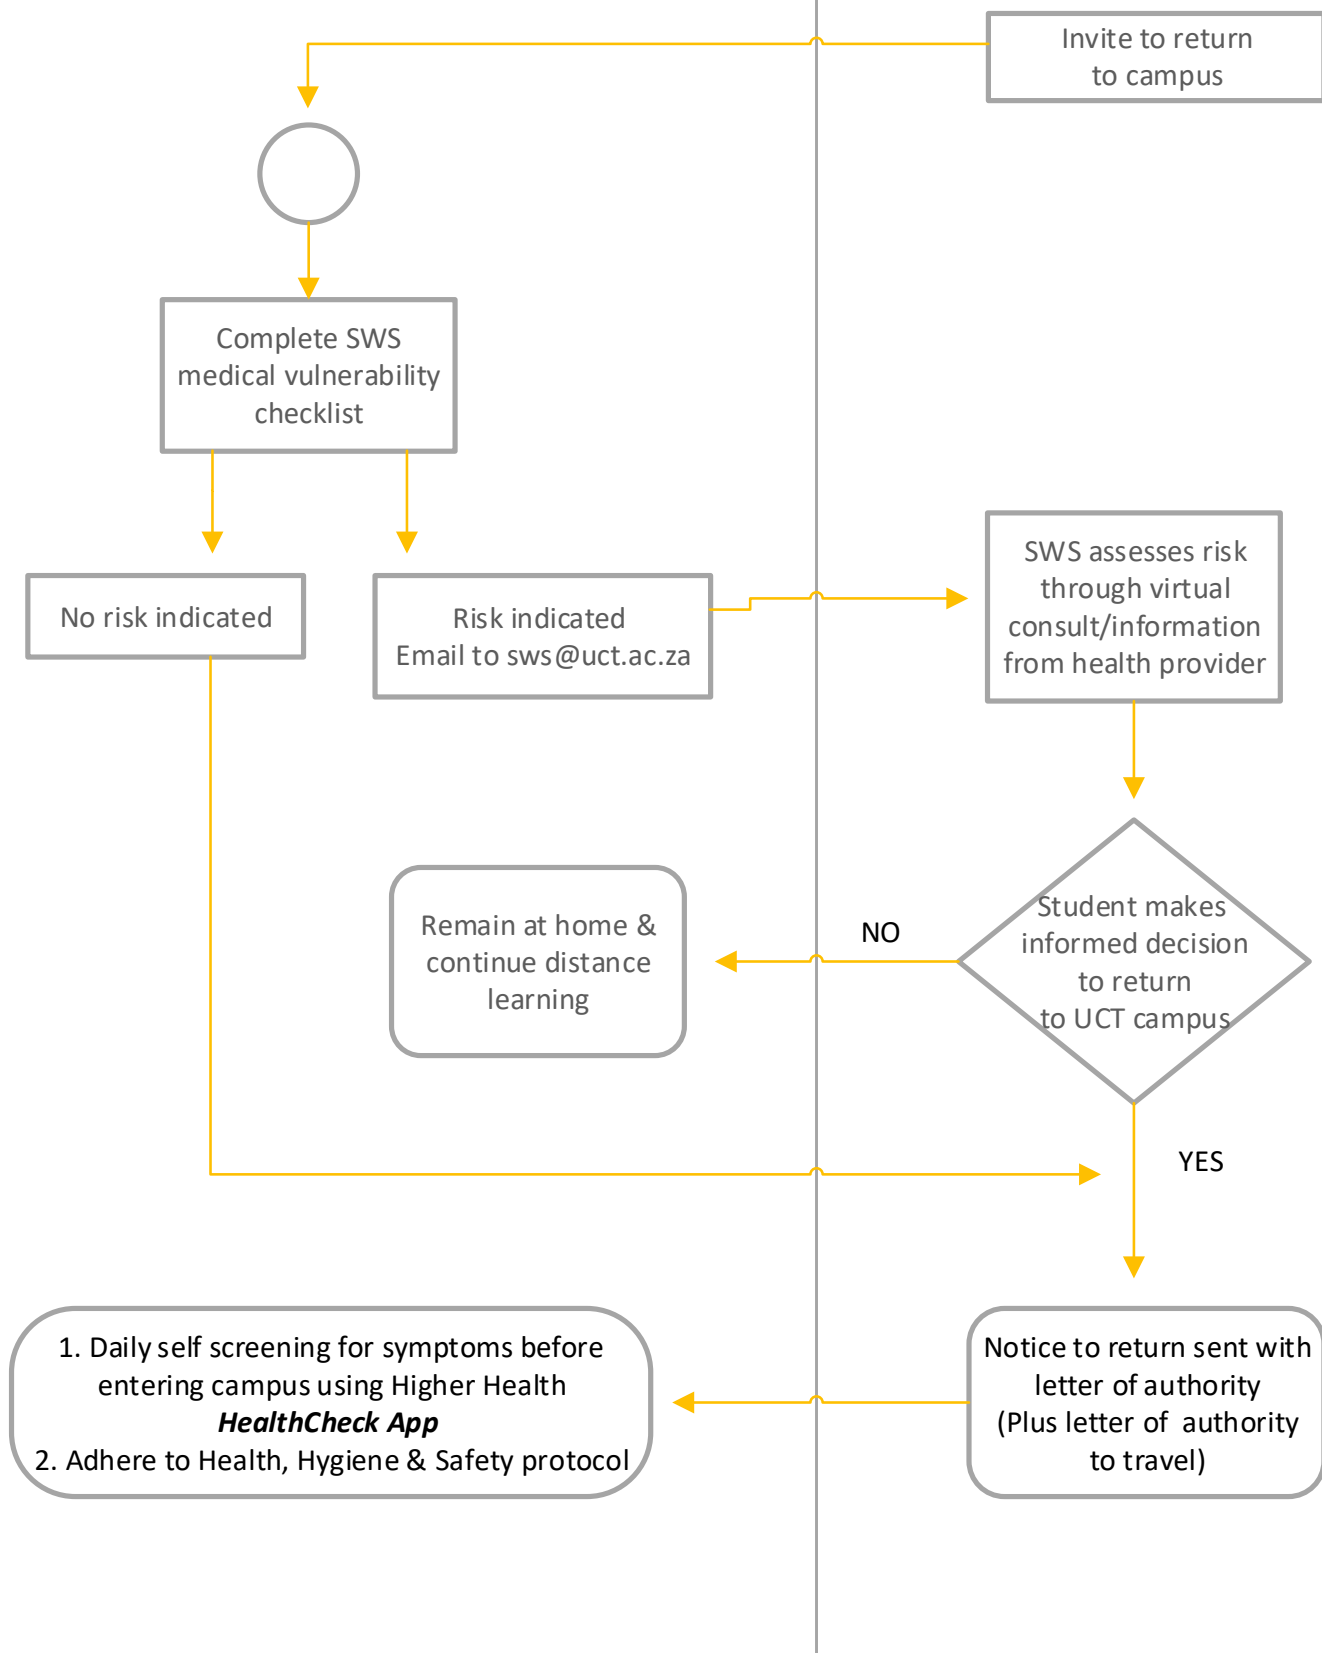 Invite to return
to campus
Complete SWS
medical vulnerability
checklist
No risk indicated
Risk indicated
Email to sws@uct.ac.za
SWS assesses risk
through virtual
consult/information
from health provider
Remain at home &
continue distance
learning
NO
Student makes
informed decision
to return
to UCT campus
YES
1. Daily self screening for symptoms before
entering campus using Higher Health
HealthCheck App
2. Adhere to Health, Hygiene & Safety protocol
Notice to return sent with
letter of authority
(Plus letter of authority
to travel)